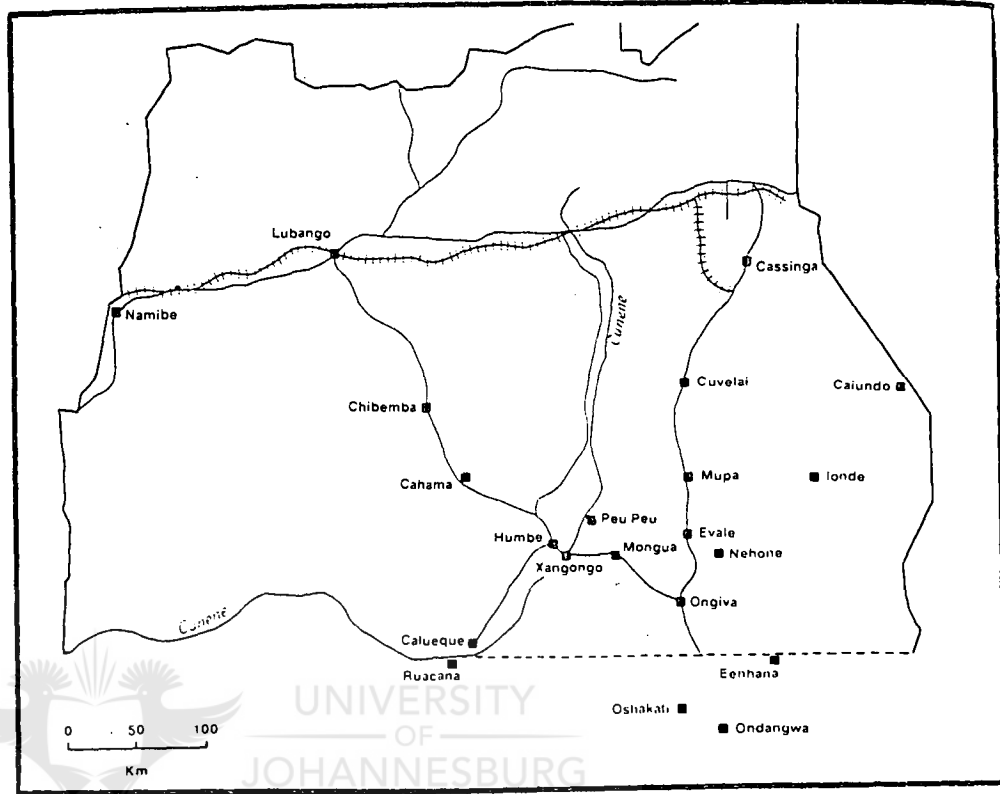 Lubango
Cassinga
Namibe
Cunene
Cuvelai
Caiundo
Chibemba
Cahama
Mupa
Ionde
Peu Peu
Humbe
Evale
Mongua
Nehone
Xangongo
Ongiva
Cunene
Calueque
Ruacana
Eenhana
Oshakati
Ondangwa
0 50 100
Km
UNIVERSITY
OF
JOHANNESBURG